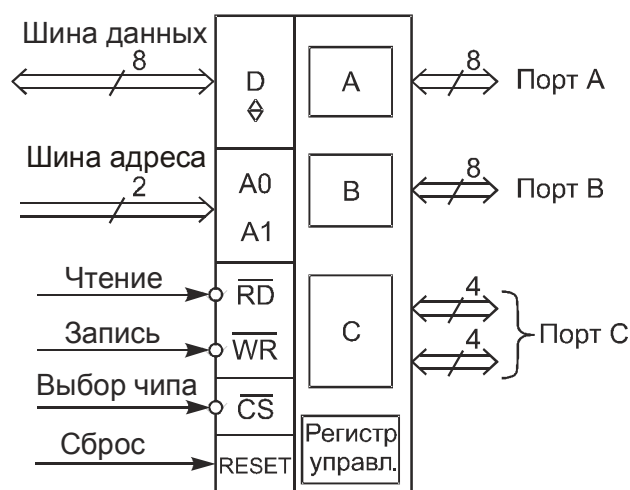 Шина данных
8
D
A
8
Порт A
Шина адреса
2
A0
A1
B
8
Порт B
Чтение
RD
Запись
WR
C
4
4
Порт C
Выбор чипа
CS
Сброс
RESET
Регистр
управл.